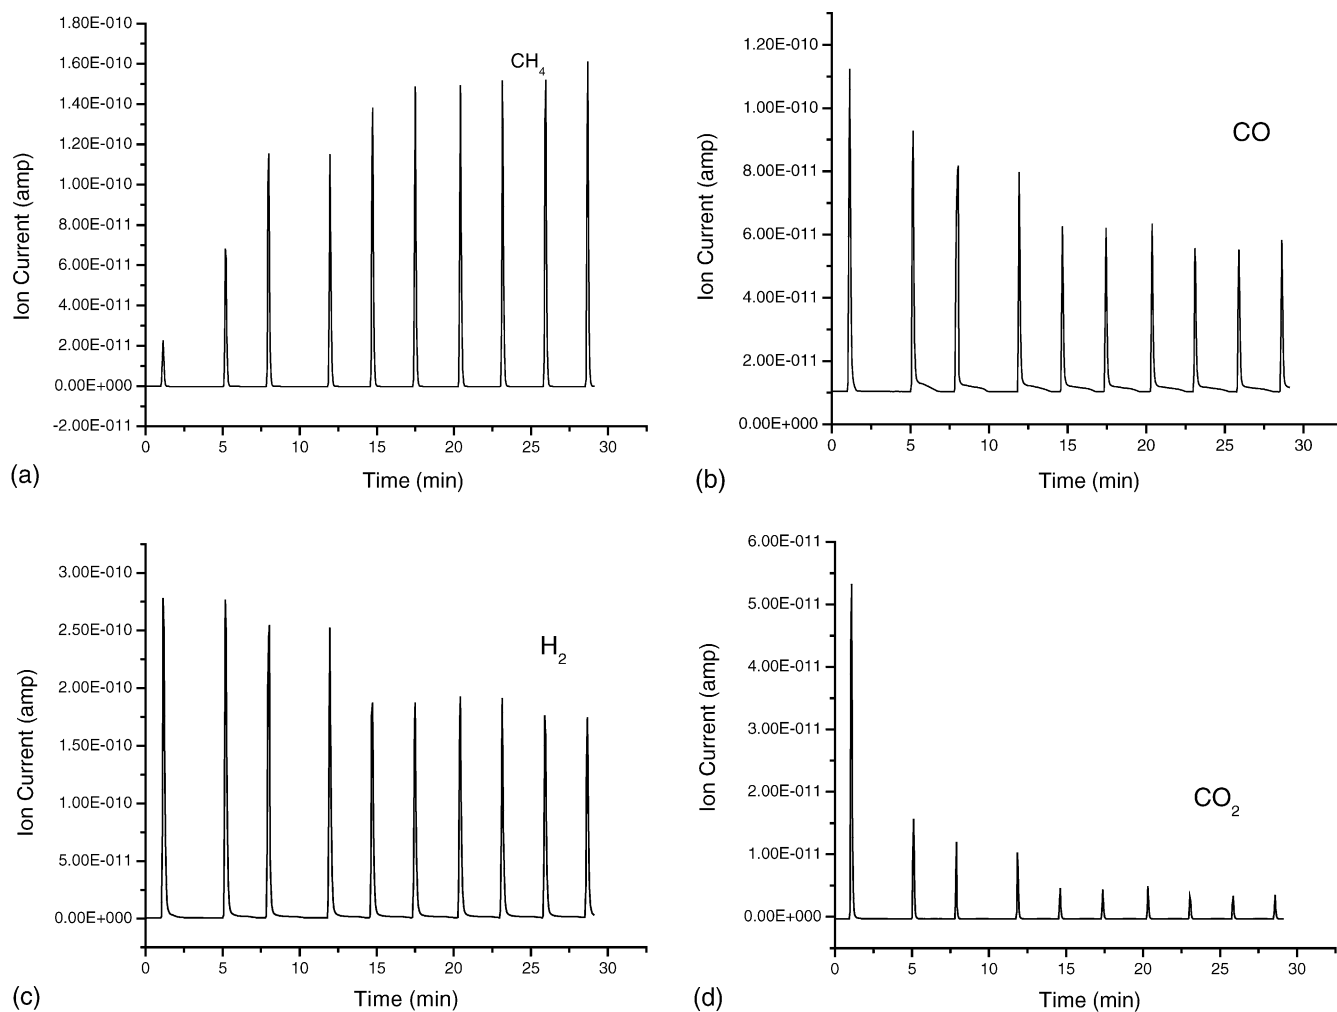 1.80E-010
1.60E-010
1.40E-010
1.20E-010
1.00E-010
8.00E-011
6.00E-011
4.00E-011
2.00E-011
0.00E+000
-2.00E-011
Ion Current (amp)
CH4
0 5 10 15 20 25 30
Time (min)
(a)
1.20E-010
1.00E-010
8.00E-011
6.00E-011
4.00E-011
2.00E-011
0.00E+000
Ion Current (amp)
CO
0 5 10 15 20 25 30
Time (min)
(b)
3.00E-010
2.50E-010
2.00E-010
1.50E-010
1.00E-010
5.00E-011
0.00E+000
Ion Current (amp)
H2
0 5 10 15 20 25 30
Time (min)
(c)
6.00E-011
5.00E-011
4.00E-011
3.00E-011
2.00E-011
1.00E-011
0.00E+000
Ion Current (amp)
CO2
0 5 10 15 20 25 30
Time (min)
(d)